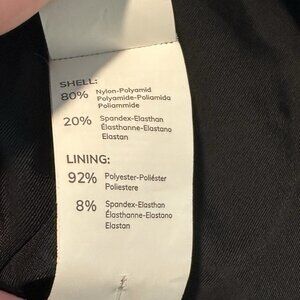 SHELL:
80% Nylon-Polyamid
Polyamide-Poliamida
Poliammide
20% Spandex-Elasthan
Élasthanne-Elastano
Elastan
LINING:
92% Polyester-Poliéster
Poliestere
8% Spandex-Elasthan
Élasthanne-Elastono
Elastan